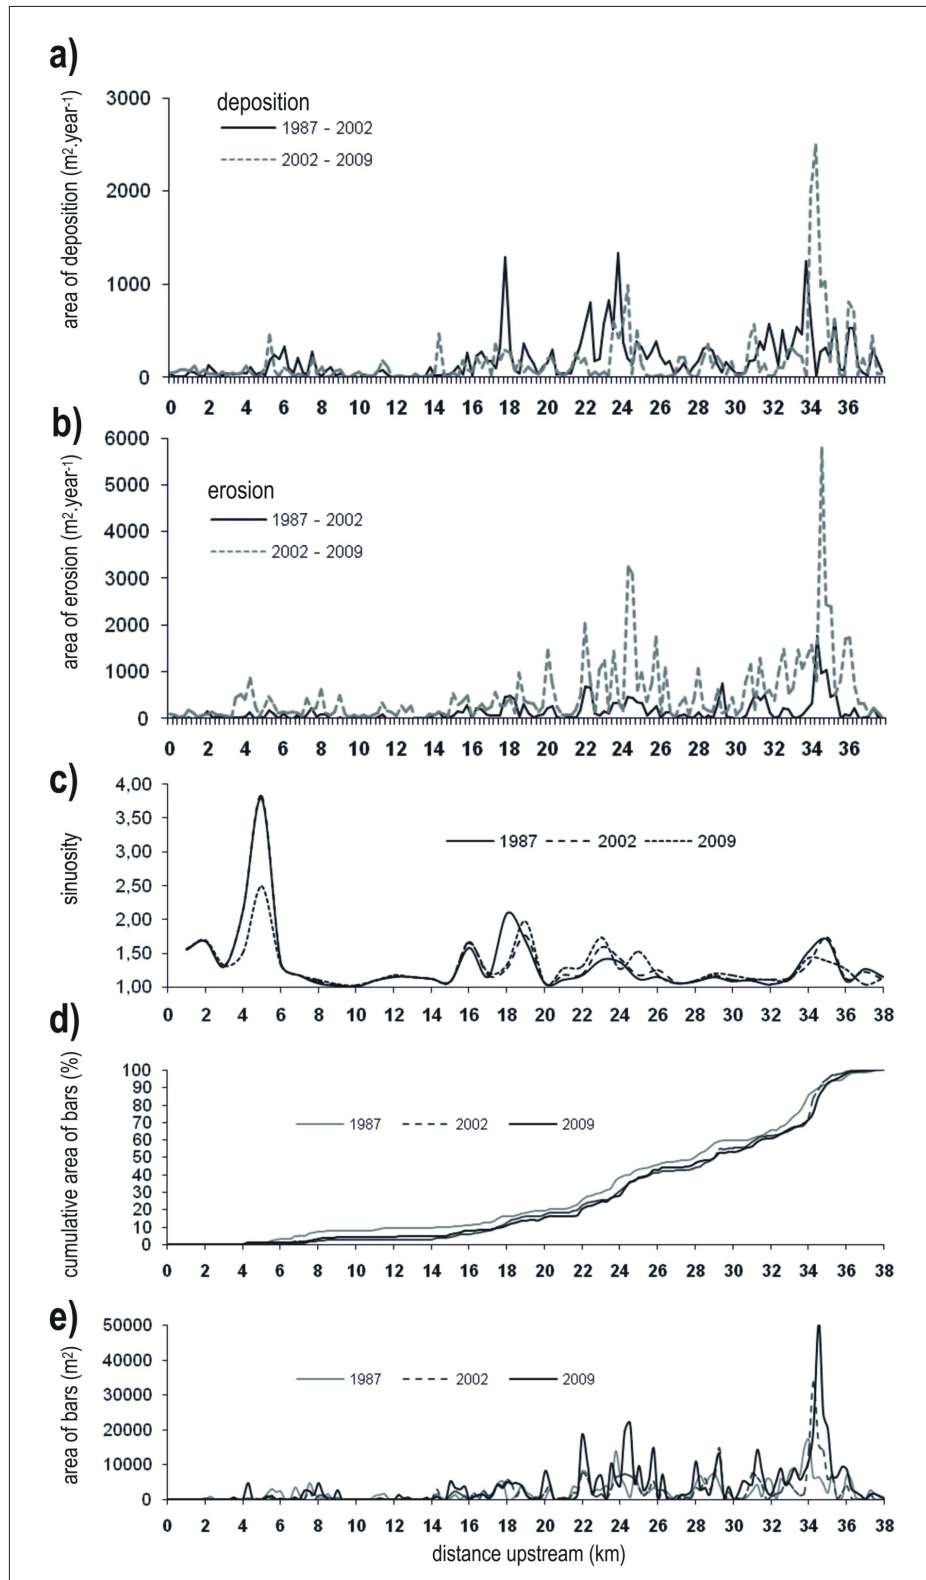 a)
area of deposition (m².year⁻¹)
3000
2000
1000
0
deposition
1987 - 2002
2002 - 2009
0 2 4 6 8 10 12 14 16 18 20 22 24 26 28 30 32 34 36
b)
area of erosion (m².year⁻¹)
6000
5000
4000
3000
2000
1000
0
erosion
1987 - 2002
2002 - 2009
0 2 4 6 8 10 12 14 16 18 20 22 24 26 28 30 32 34 36
c)
sinuosity
4,00
3,50
3,00
2,50
2,00
1,50
1,00
1987 2002 2009
0 2 4 6 8 10 12 14 16 18 20 22 24 26 28 30 32 34 36 38
d)
cumulative area of bars (%)
100
90
80
70
60
50
40
30
20
10
0
1987 2002 2009
0 2 4 6 8 10 12 14 16 18 20 22 24 26 28 30 32 34 36 38
e)
area of bars (m²)
50000
40000
30000
20000
10000
0
1987 2002 2009
0 2 4 6 8 10 12 14 16 18 20 22 24 26 28 30 32 34 36 38
distance upstream (km)